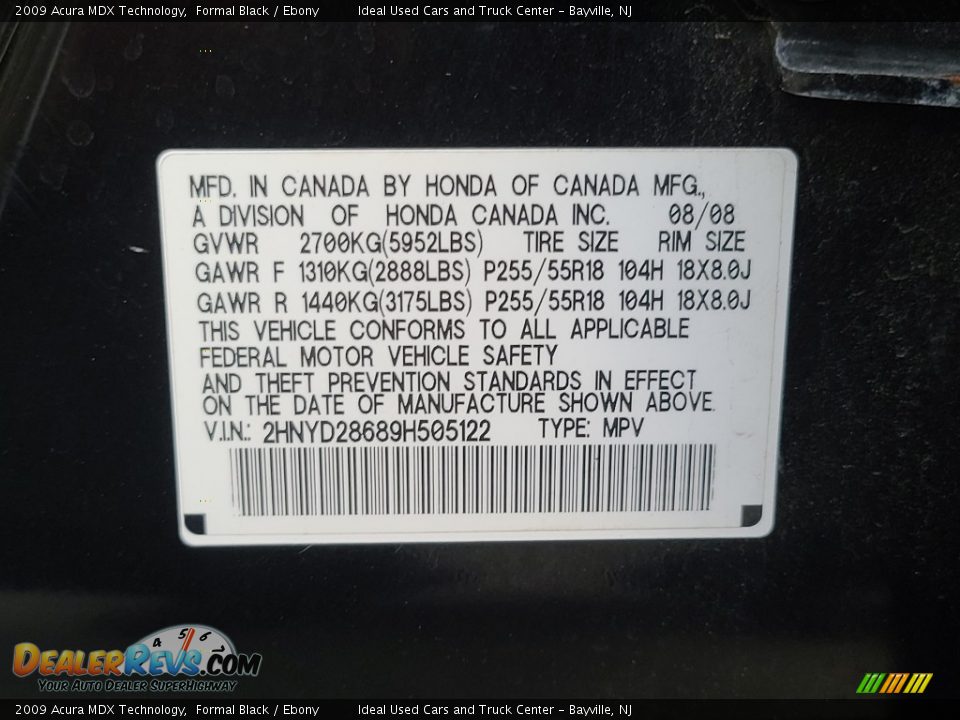 2009 Acura MDX Technology,  Formal Black / Ebony     Ideal Used Cars and Truck Center - Bayville, NJ
MFD. IN CANADA BY HONDA OF CANADA MFG.,
A DIVISION OF HONDA CANADA INC. 08/08
GVWR 2700KG(5952LBS) TIRE SIZE RIM SIZE
GAWR F 1310KG(2888LBS) P255/55R18 104H 18X8.0J
GAWR R 1440KG(3175LBS) P255/55R18 104H 18X8.0J
THIS VEHICLE CONFORMS TO ALL APPLICABLE
FEDERAL MOTOR VEHICLE SAFETY
AND THEFT PREVENTION STANDARDS IN EFFECT
ON THE DATE OF MANUFACTURE SHOWN ABOVE.
V.I.N.: 2HNYD28689H505122 TYPE: MPV
4 5 6
DEALERREVS.COM
YOUR AUTO DEALER SUPERHIGHWAY
2009 Acura MDX Technology,  Formal Black / Ebony     Ideal Used Cars and Truck Center - Bayville, NJ